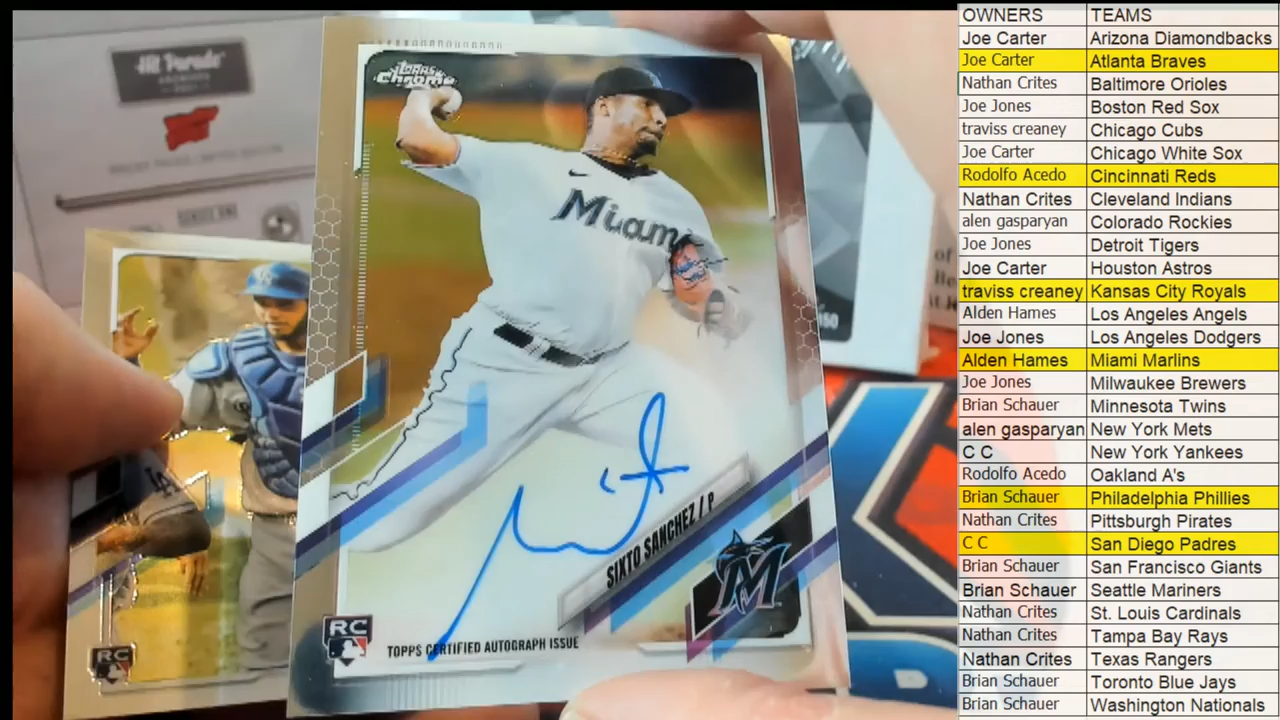 Hit Parade
Topps
Chrome
Miami
SIXTO SANCHEZ / P
M
RC
TOPPS CERTIFIED AUTOGRAPH ISSUE
RC
LA
OWNERS TEAMS
Joe Carter Arizona Diamondbacks
Joe Carter Atlanta Braves
Nathan Crites Baltimore Orioles
Joe Jones Boston Red Sox
traviss creaney Chicago Cubs
Joe Carter Chicago White Sox
Rodolfo Acedo Cincinnati Reds
Nathan Crites Cleveland Indians
alen gasparyan Colorado Rockies
Joe Jones Detroit Tigers
Joe Carter Houston Astros
traviss creaney Kansas City Royals
Alden Hames Los Angeles Angels
Joe Jones Los Angeles Dodgers
Alden Hames Miami Marlins
Joe Jones Milwaukee Brewers
Brian Schauer Minnesota Twins
alen gasparyan New York Mets
C C New York Yankees
Rodolfo Acedo Oakland A's
Brian Schauer Philadelphia Phillies
Nathan Crites Pittsburgh Pirates
C C San Diego Padres
Brian Schauer San Francisco Giants
Brian Schauer Seattle Mariners
Nathan Crites St. Louis Cardinals
Nathan Crites Tampa Bay Rays
Nathan Crites Texas Rangers
Brian Schauer Toronto Blue Jays
Brian Schauer Washington Nationals